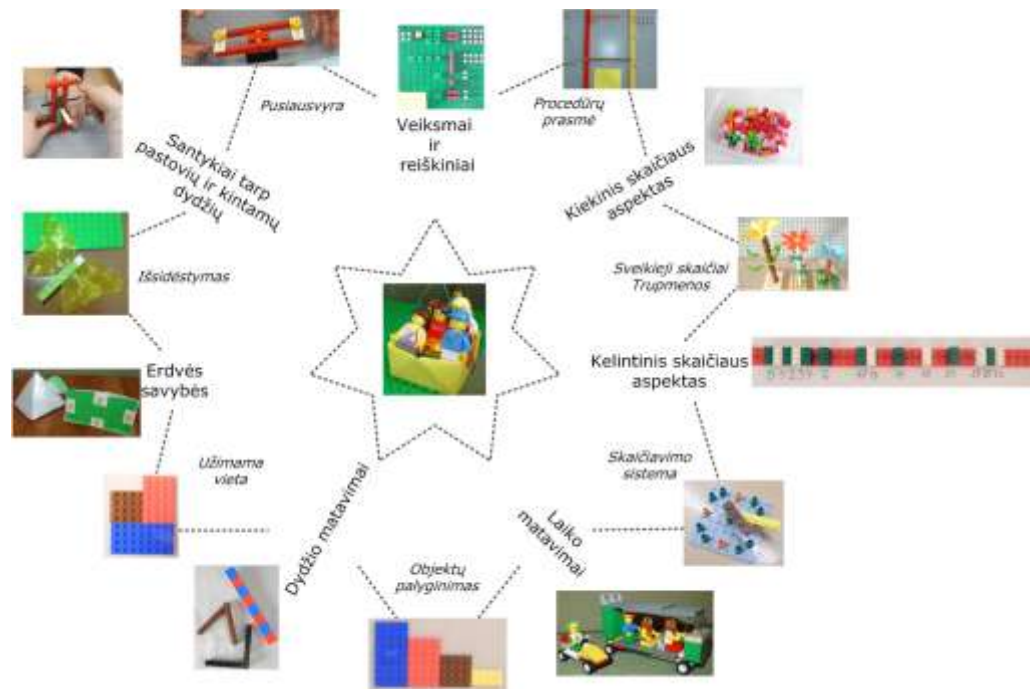 Pusiausvyra
Veiksmai
ir
reiškiniai
Procedūrų
prasmė
Santykiai tarp
pastovių ir kintamų
dydžių
Kiekinis skaičiaus
aspektas
Išsidėstymas
Sveikieji skaičiai
Trupmenos
Erdvės
savybės
Kelintinis skaičiaus
aspektas
Užimama
vieta
Skaičiavimo
sistema
Dydžio matavimai
Laiko
matavimai
Objektų
palyginimas